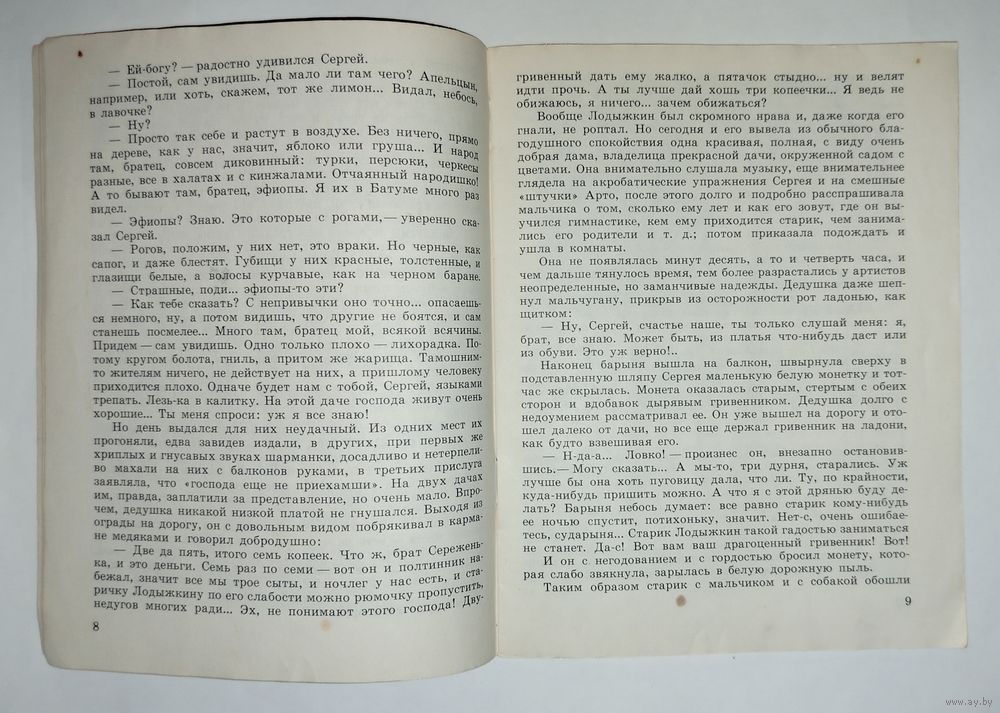 — Ей-богу? — радостно удивился Сергей.
— Постой, сам увидишь. Да мало ли там чего? Апельцын,
например, или хоть, скажем, тот же лимон... Видал, небось,
в лавочке?
— Ну?
— Просто так себе и растут в воздухе. Без ничего, прямо
на дереве, как у нас, значит, яблоко или груша... И народ
там, братец, совсем диковинный: турки, персюки, черкесы
разные, все в халатах и с кинжалами. Отчаянный народишко!
А то бывают там, братец, эфиопы. Я их в Батуме много раз
видел.
— Эфиопы? Знаю. Это которые с рогами,— уверенно ска-
зал Сергей.
— Рогов, положим, у них нет, это враки. Но черные, как
сапог, и даже блестят. Губищи у них красные, толстенные, и
глазищи белые, а волосы курчавые, как на черном баране.
— Страшные, поди... эфиопы-то эти?
— Как тебе сказать? С непривычки оно точно... опасаешь-
ся немного, ну, а потом видишь, что другие не боятся, и сам
станешь посмелее... Много там, братец мой, всякой всячины.
Придем — сам увидишь. Одно только плохо — лихорадка. По-
тому кругом болота, гниль, а притом же жарища. Тамошним-
то жителям ничего, не действует на них, а пришлому человеку
приходится плохо. Одначе будет нам с тобой, Сергей, языками
трепать. Лезь-ка в калитку. На этой даче господа живут очень
хорошие... Ты меня спроси: уж я все знаю!
Но день выдался для них неудачный. Из одних мест их
прогоняли, едва завидев издали, в других, при первых же
хриплых и гнусавых звуках шарманки, досадливо и нетерпели-
во махали на них с балконов руками, в третьих прислуга
заявляла, что «господа еще не приехамши». На двух дачах
им, правда, заплатили за представление, но очень мало. Впро-
чем, дедушка никакой низкой платой не гнушался. Выходя из
ограды на дорогу, он с довольным видом побрякивал в карма-
не медяками и говорил добродушно:
— Две да пять, итого семь копеек. Что ж, брат Сережень-
ка, и это деньги. Семь раз по семи — вот он и полтинник на-
бежал, значит все мы трое сыты, и ночлег у нас есть, и ста-
ричку Лодыжкину по его слабости можно рюмочку пропустить,
недугов многих ради... Эх, не понимают этого господа! Дву-
8
гривенный дать ему жалко, а пятачок стыдно... ну и велят
идти прочь. А ты лучше дай хошь три копеечки... Я ведь не
обижаюсь, я ничего... зачем обижаться?
Вообще Лодыжкин был скромного нрава и, даже когда его
гнали, не роптал. Но сегодня и его вывела из обычного бла-
годушного спокойствия одна красивая, полная, с виду очень
добрая дама, владелица прекрасной дачи, окруженной садом с
цветами. Она внимательно слушала музыку, еще внимательнее
глядела на акробатические упражнения Сергея и на смешные
«штучки» Арто, после этого долго и подробно расспрашивала
мальчика о том, сколько ему лет и как его зовут, где он вы-
учился гимнастике, кем ему приходится старик, чем занима-
лись его родители и т. д.; потом приказала подождать и
ушла в комнаты.
Она не появлялась минут десять, а то и четверть часа, и
чем дальше тянулось время, тем более разрастались у артистов
неопределенные, но заманчивые надежды. Дедушка даже шеп-
нул мальчугану, прикрыв из осторожности рот ладонью, как
щитком:
— Ну, Сергей, счастье наше, ты только слушай меня: я,
брат, все знаю. Может быть, из платья что-нибудь даст или
из обуви. Это уж верно!..
Наконец барыня вышла на балкон, швырнула сверху в
подставленную шляпу Сергея маленькую белую монетку и тот-
час же скрылась. Монета оказалась старым, стертым с обеих
сторон и вдобавок дырявым гривенником. Дедушка долго с
недоумением рассматривал ее. Он уже вышел на дорогу и ото-
шел далеко от дачи, но все еще держал гривенник на ладони,
как будто взвешивая его.
— Н-да-а... Ловко! — произнес он, внезапно остановив-
шись.— Могу сказать... А мы-то, три дурня, старались. Уж
лучше бы она хоть пуговицу дала, что ли. Ту, по крайности,
куда-нибудь пришить можно. А что я с этой дрянью буду де-
лать? Барыня небось думает: все равно старик кому-нибудь
ее ночью спустит, потихоньку, значит. Нет-с, очень ошибае-
тесь, сударыня... Старик Лодыжкин такой гадостью заниматься
не станет. Да-с! Вот вам ваш драгоценный гривенник! Вот!
И он с негодованием и с гордостью бросил монету, кото-
рая слабо звякнула, зарылась в белую дорожную пыль.
Таким образом старик с мальчиком и с собакой обошли
9
www.ay.by